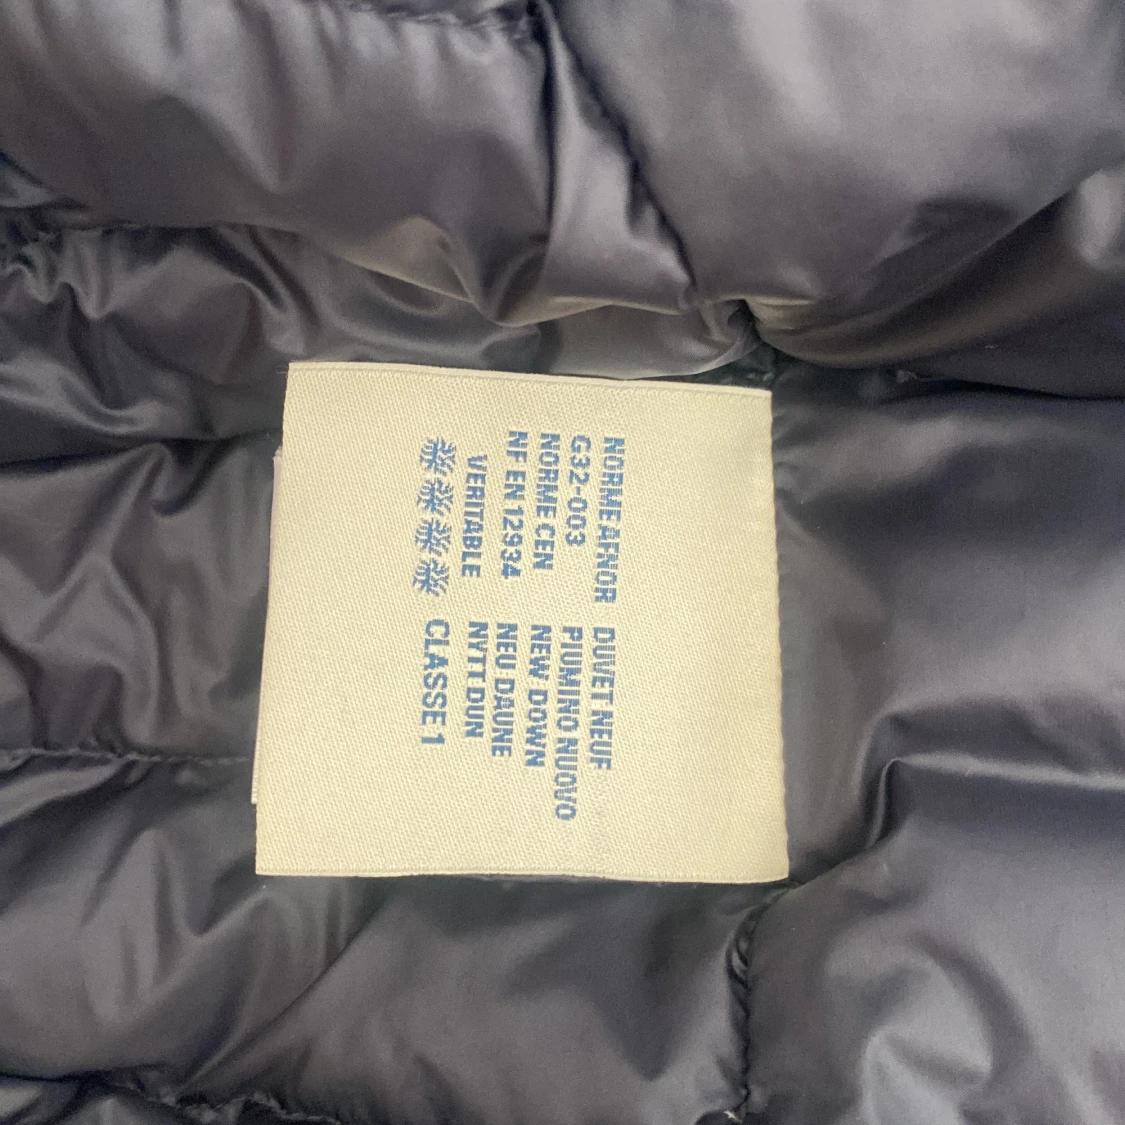 NORME AFNOR
G32-003
NORME CEN
NF EN 12934
VERITABLE
DUVET NEUF
PIUMINO NUOVO
NEW DOWN
NEU DAUNE
NYTT DUN
CLASSE 1